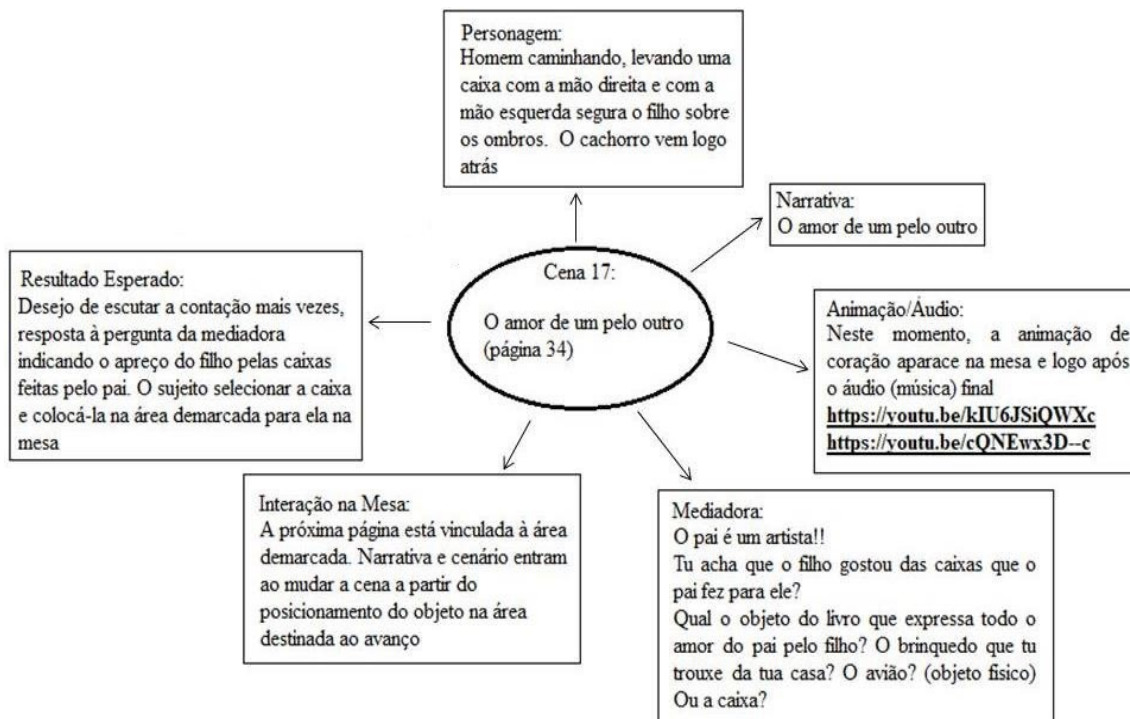 Personagem:
Homem caminhando, levando uma
caixa com a mão direita e com a
mão esquerda segura o filho sobre
os ombros. O cachorro vem logo
atrás
Narrativa:
O amor de um pelo outro
Cena 17:
O amor de um pelo outro
(página 34)
Resultado Esperado:
Desejo de escutar a contação mais vezes,
resposta à pergunta da mediadora
indicando o apreço do filho pelas caixas
feitas pelo pai. O sujeito selecionar a caixa
e colocá-la na área demarcada para ela na
mesa
Animação/Áudio:
Neste momento, a animação de
coração aparece na mesa e logo após
o áudio (música) final
https://youtu.be/kIU6JSiQWXc
https://youtu.be/cQNEwx3D--c
Interação na Mesa:
A próxima página está vinculada à área
demarcada. Narrativa e cenário entram
ao mudar a cena a partir do
posicionamento do objeto na área
destinada ao avanço
Mediadora:
O pai é um artista!!
Tu acha que o filho gostou das caixas que o
pai fez para ele?
Qual o objeto do livro que expressa todo o
amor do pai pelo filho? O brinquedo que tu
trouxe da tua casa? O avião? (objeto físico)
Ou a caixa?